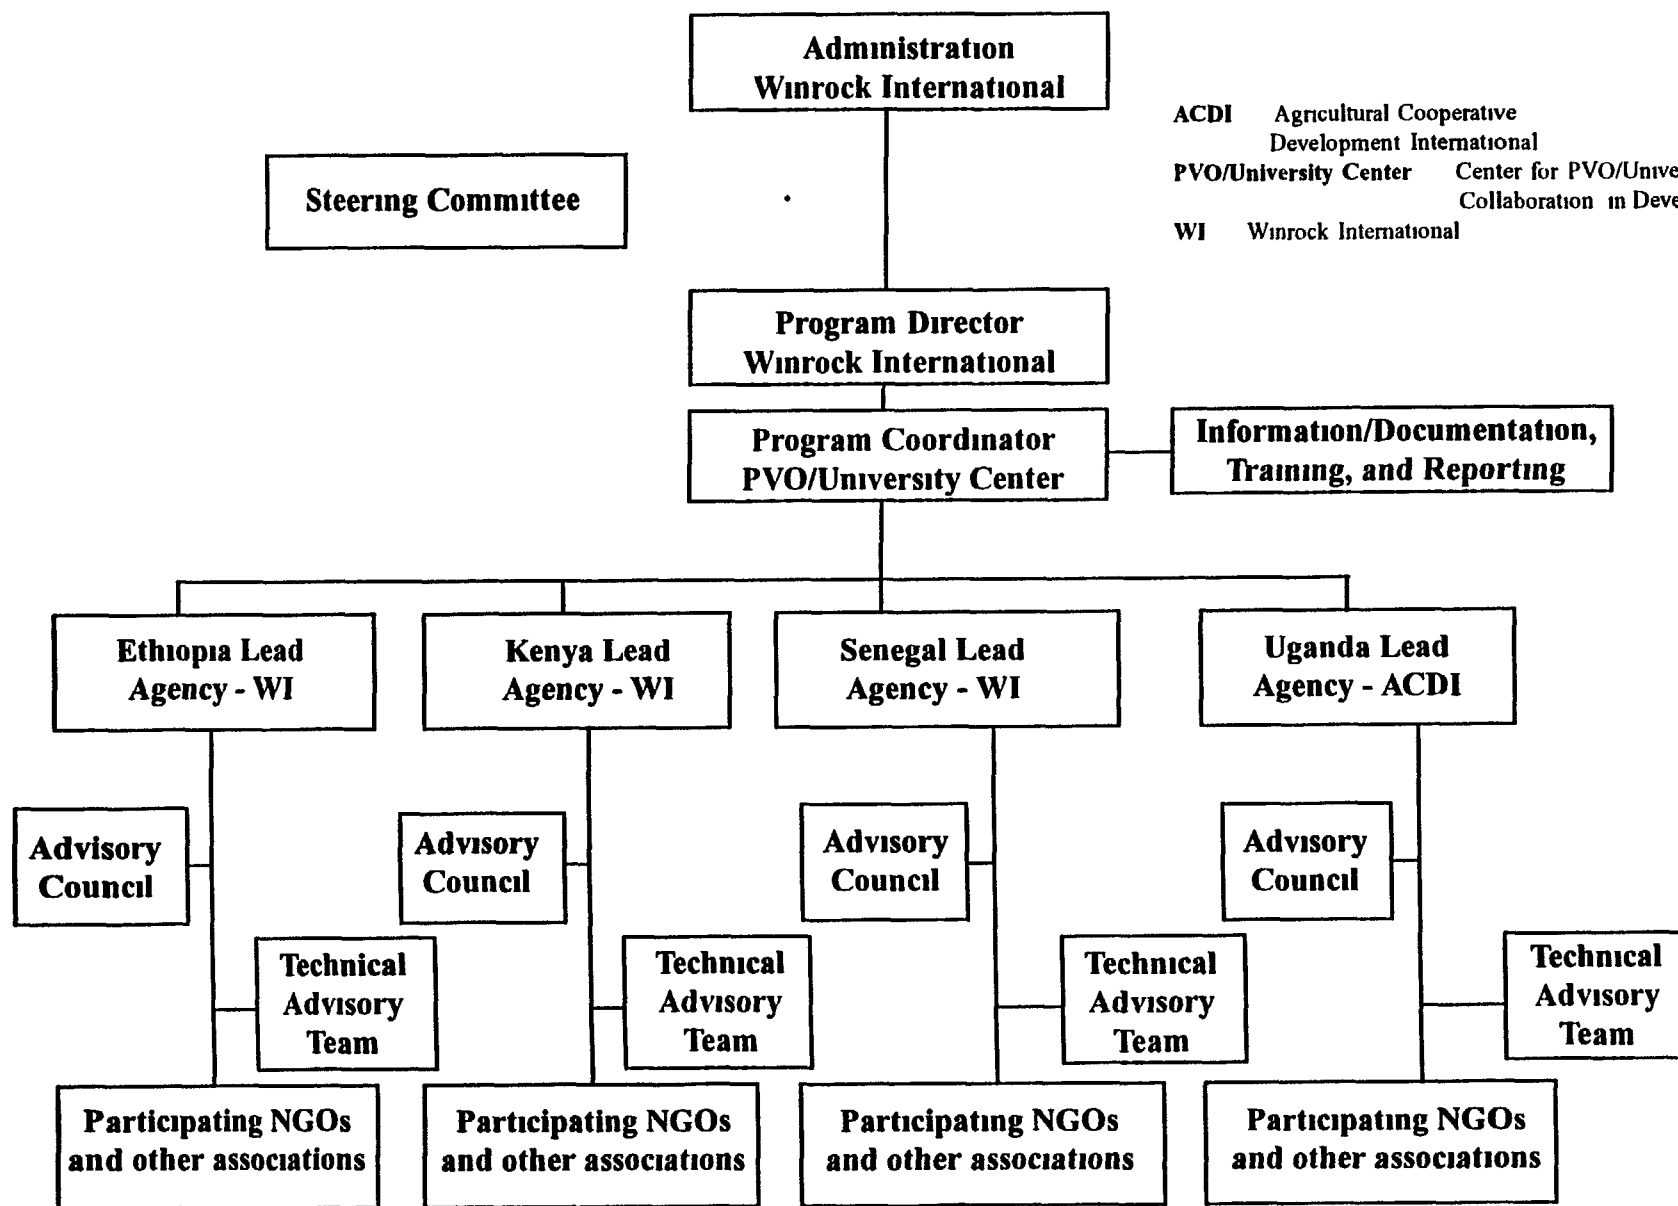 Administration
Winrock International
ACDI Agricultural Cooperative
Development International
PVO/University Center Center for PVO/Unive
Collaboration in Deve
WI Winrock International
Steering Committee
Program Director
Winrock International
Program Coordinator
PVO/University Center
Information/Documentation,
Training, and Reporting
Ethiopia Lead
Agency - WI
Kenya Lead
Agency - WI
Senegal Lead
Agency - WI
Uganda Lead
Agency - ACDI
Advisory
Council
Advisory
Council
Advisory
Council
Advisory
Council
Technical
Advisory
Team
Technical
Advisory
Team
Technical
Advisory
Team
Technical
Advisory
Team
Participating NGOs
and other associations
Participating NGOs
and other associations
Participating NGOs
and other associations
Participating NGOs
and other associations